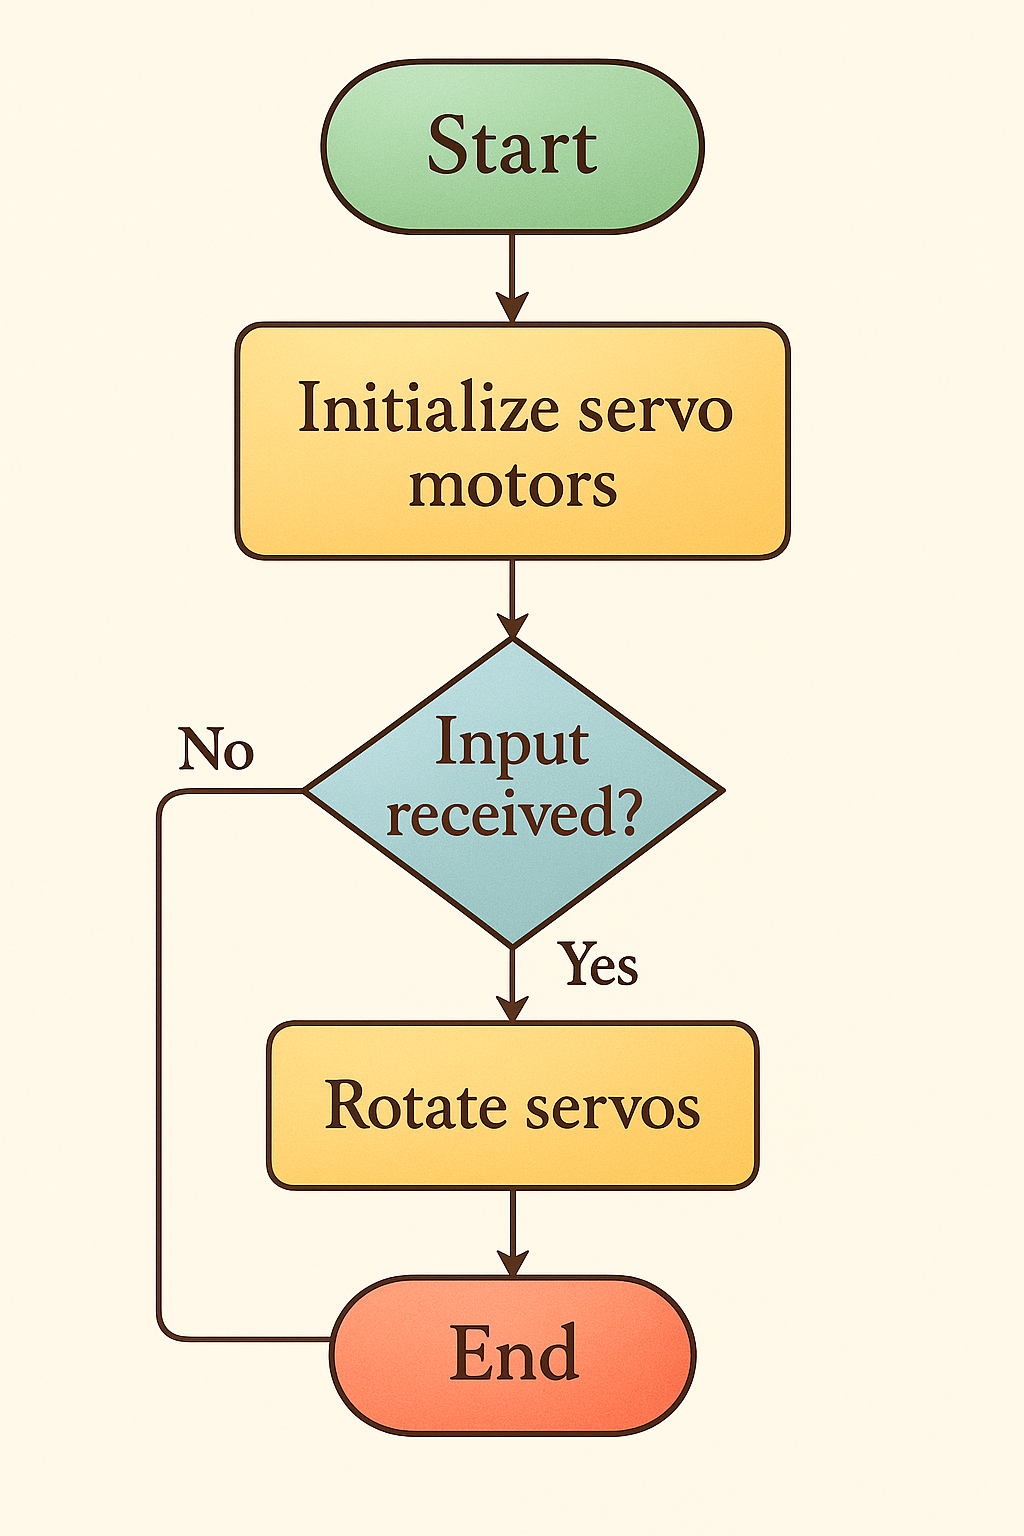 Start
Initialize servo
motors
Input
received?
No
Yes
Rotate servos
End